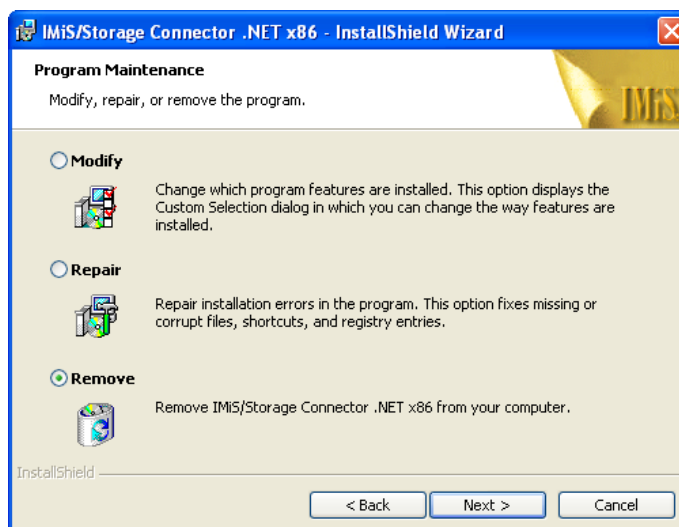 IMiS/Storage Connector .NET x86 - InstallShield Wizard
Program Maintenance
Modify, repair, or remove the program.
IMiS
Modify
Change which program features are installed. This option displays the
Custom Selection dialog in which you can change the way features are
installed.
Repair
Repair installation errors in the program. This option fixes missing or
corrupt files, shortcuts, and registry entries.
Remove
Remove IMiS/Storage Connector .NET x86 from your computer.
InstallShield
< Back
Next >
Cancel